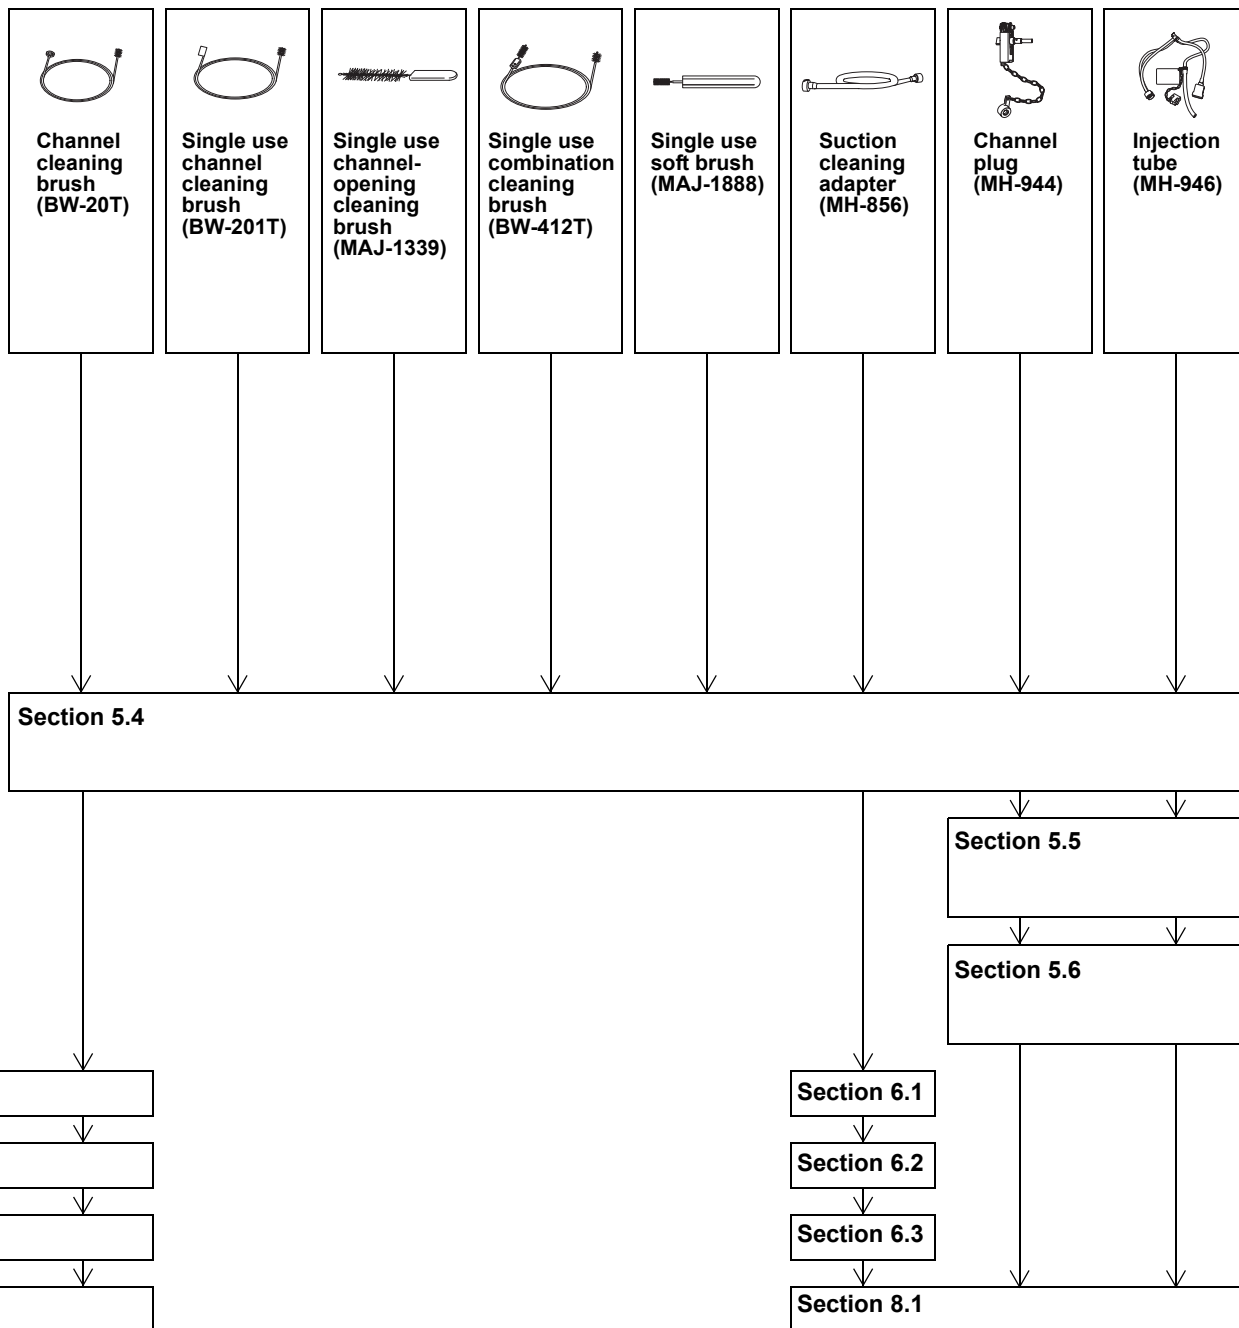 Channel
cleaning
brush
(BW-20T)
Single use
channel
cleaning
brush
(BW-201T)
Single use
channel-
opening
cleaning
brush
(MAJ-1339)
Single use
combination
cleaning
brush
(BW-412T)
Single use
soft brush
(MAJ-1888)
Suction
cleaning
adapter
(MH-856)
Channel
plug
(MH-944)
Injection
tube
(MH-946)
Section 5.4
Section 5.5
Section 5.6
Section 6.1
Section 6.2
Section 6.3
Section 8.1